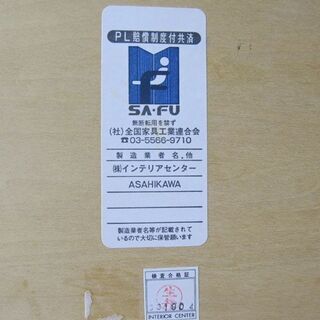 PL賠償制度付共済
SA・FU
無断転用を禁ず
(社)全国家具工業連合会
☎03-5566-9710
製造業者名,他
㈱インテリアセンター
ASAHIKAWA
製造業者名等が記載されて
いるので大切に保管願います
検査合格証
INTERIOR CENTER